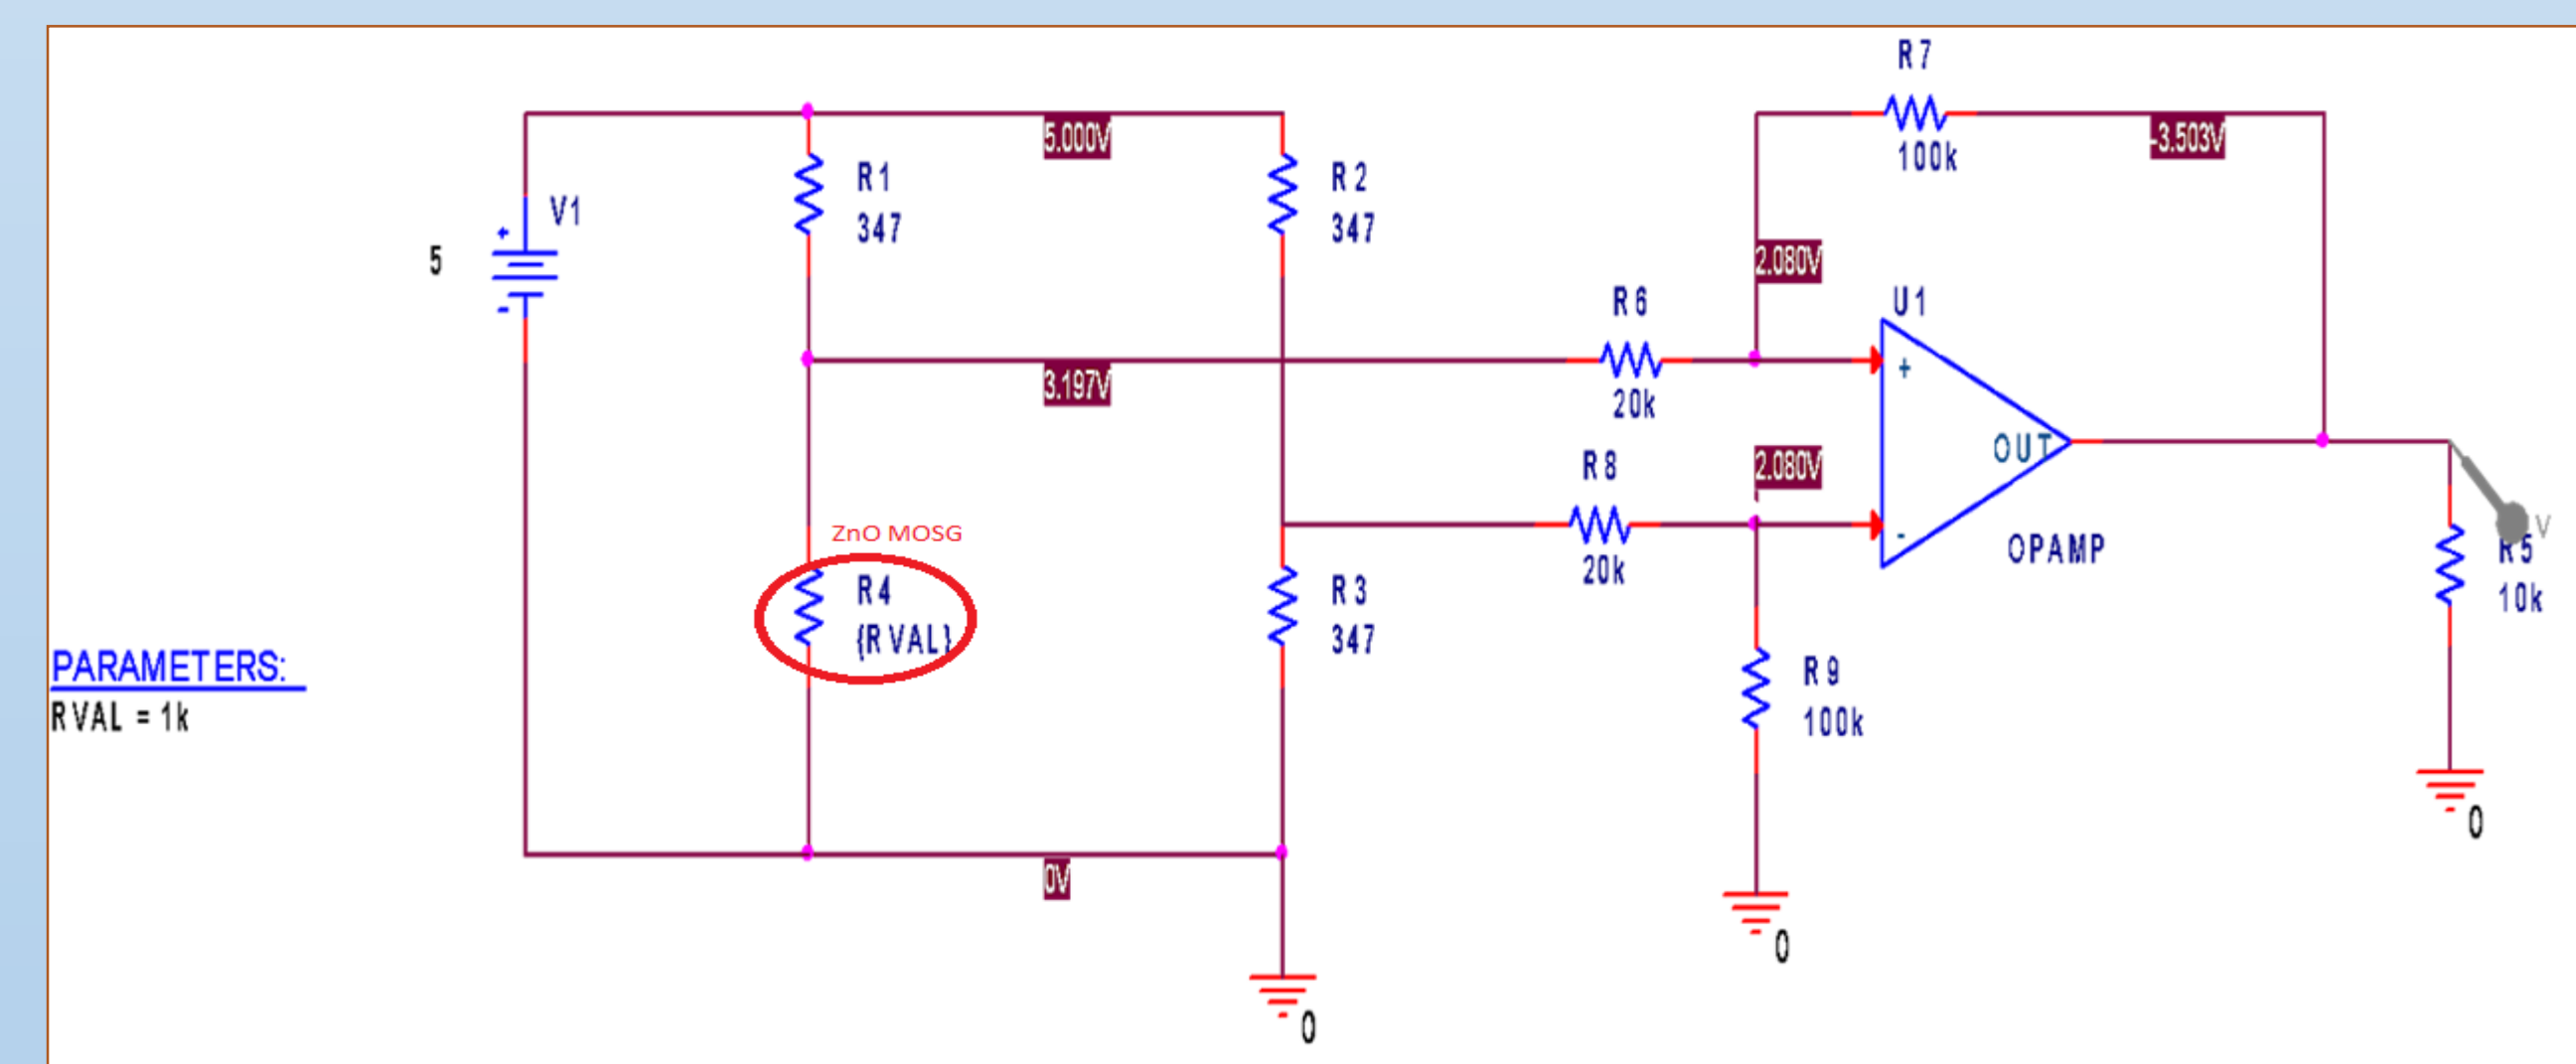 R7
100k
-3.503V
5.000V
R1
347
R2
347
V1
+
5
-
2.080V
U1
R6
20k
3.197V
+
OUT
R8
20k
2.080V
-
OPAMP
V
R5
10k
ZnO MOSG
R4
{RVAL}
R3
347
R9
100k
PARAMETERS:
RVAL = 1k
0V
0
0
0